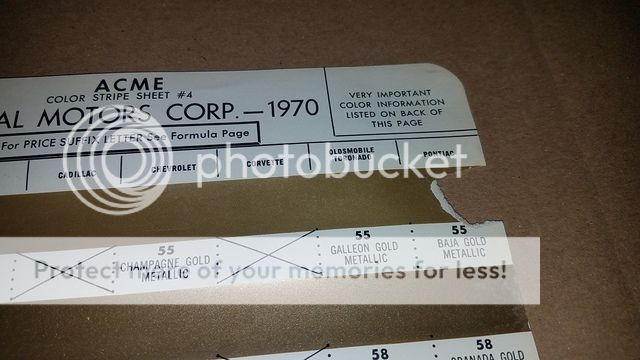 ACME
COLOR STRIPE SHEET #4
AL MOTORS CORP.—1970
VERY IMPORTANT
COLOR INFORMATION
LISTED ON BACK OF
THIS PAGE
For PRICE SUFFIX LETTER See Formula Page
CADILLAC
CHEVROLET
CORVETTE
OLDSMOBILE
TORONADO
PONTIAC
photobucket
55
CHAMPAGNE GOLD
METALLIC
55
GALLEON GOLD
METALLIC
55
BAJA GOLD
METALLIC
Protect more of your memories for less!
58
58
GRANADA GOLD